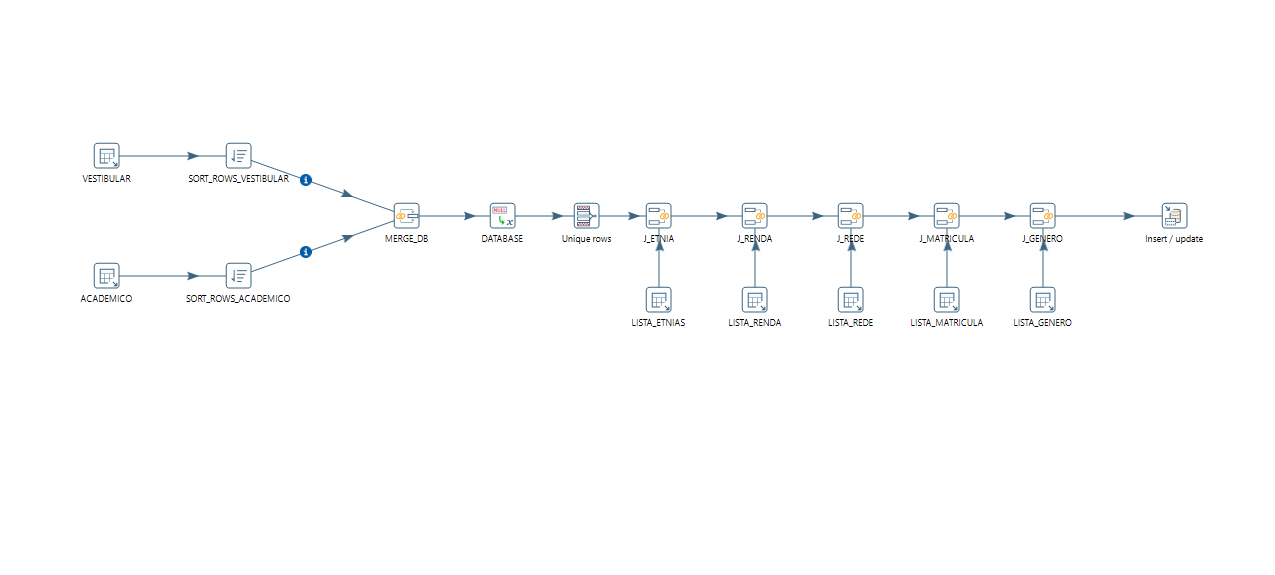 VESTIBULAR
SORT_ROWS_VESTIBULAR
ACADEMICO
SORT_ROWS_ACADEMICO
MERGE_DB
NULL
x
DATABASE
Unique rows
J_ETNIA
J_RENDA
J_REDE
J_MATRICULA
J_GENERO
Insert / update
LISTA_ETNIAS
LISTA_RENDA
LISTA_REDE
LISTA_MATRICULA
LISTA_GENERO